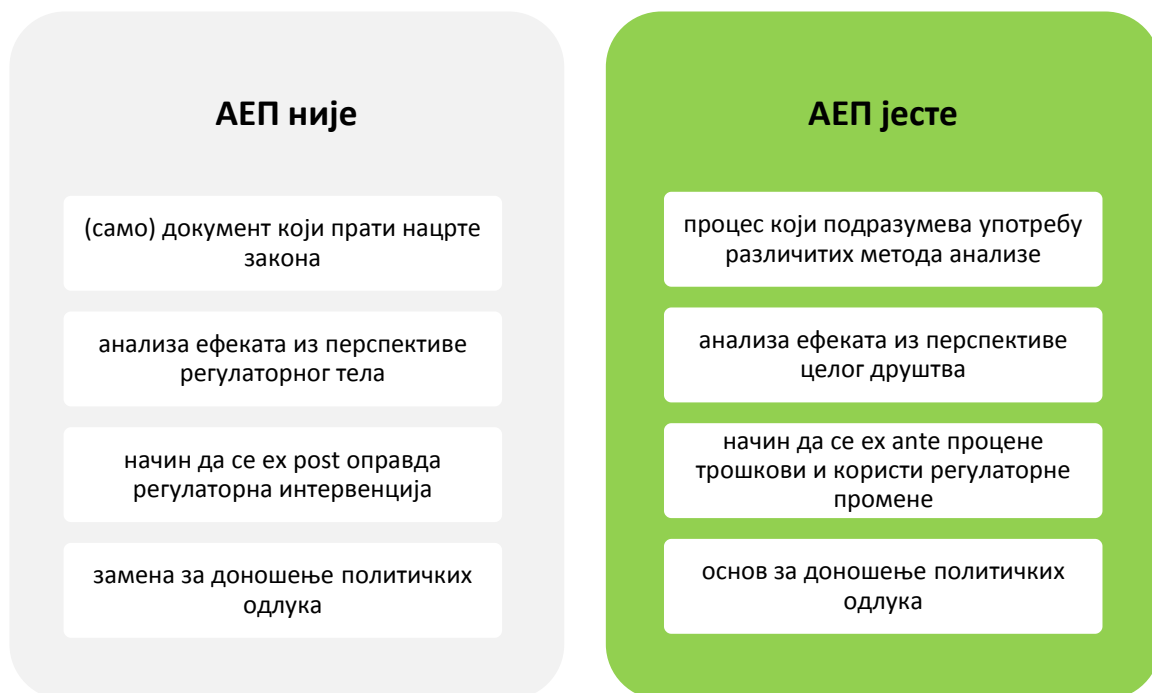 АЕП није
(само) документ који прати нацрте
закона
анализа ефеката из перспективе
регулаторног тела
начин да се ex post оправда
регулаторна интервенција
замена за доношење политичких
одлука
АЕП јесте
процес који подразумева употребу
различитих метода анализе
анализа ефеката из перспективе
целог друштва
начин да се ex ante процене
трошкови и користи регулаторне
промене
основ за доношење политичких
одлука